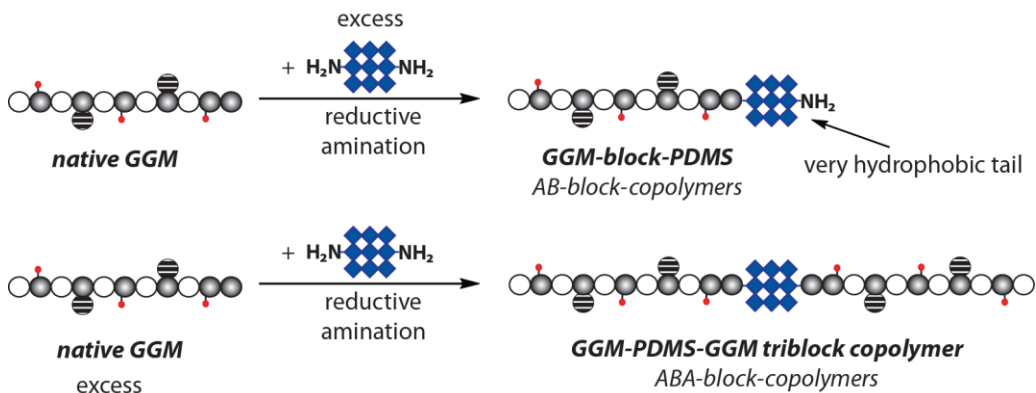 excess
+ H₂N NH₂
reductive
amination
native GGM
NH₂
GGM-block-PDMS
AB-block-copolymers
very hydrophobic tail
+ H₂N NH₂
reductive
amination
native GGM
excess
GGM-PDMS-GGM triblock copolymer
ABA-block-copolymers